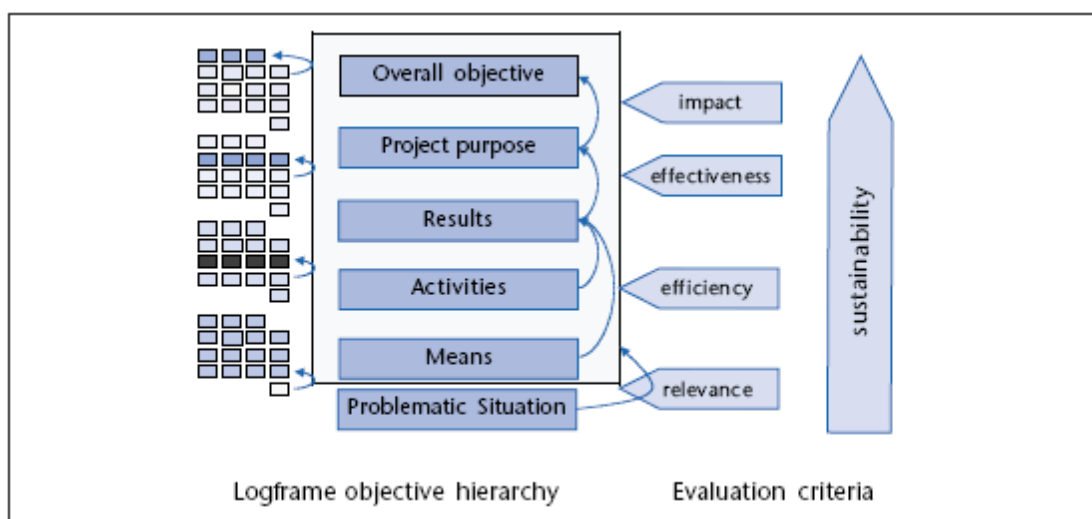 Overall objective
impact
Project purpose
effectiveness
Results
Activities
efficiency
Means
relevance
Problematic Situation
sustainability
Logframe objective hierarchy
Evaluation criteria